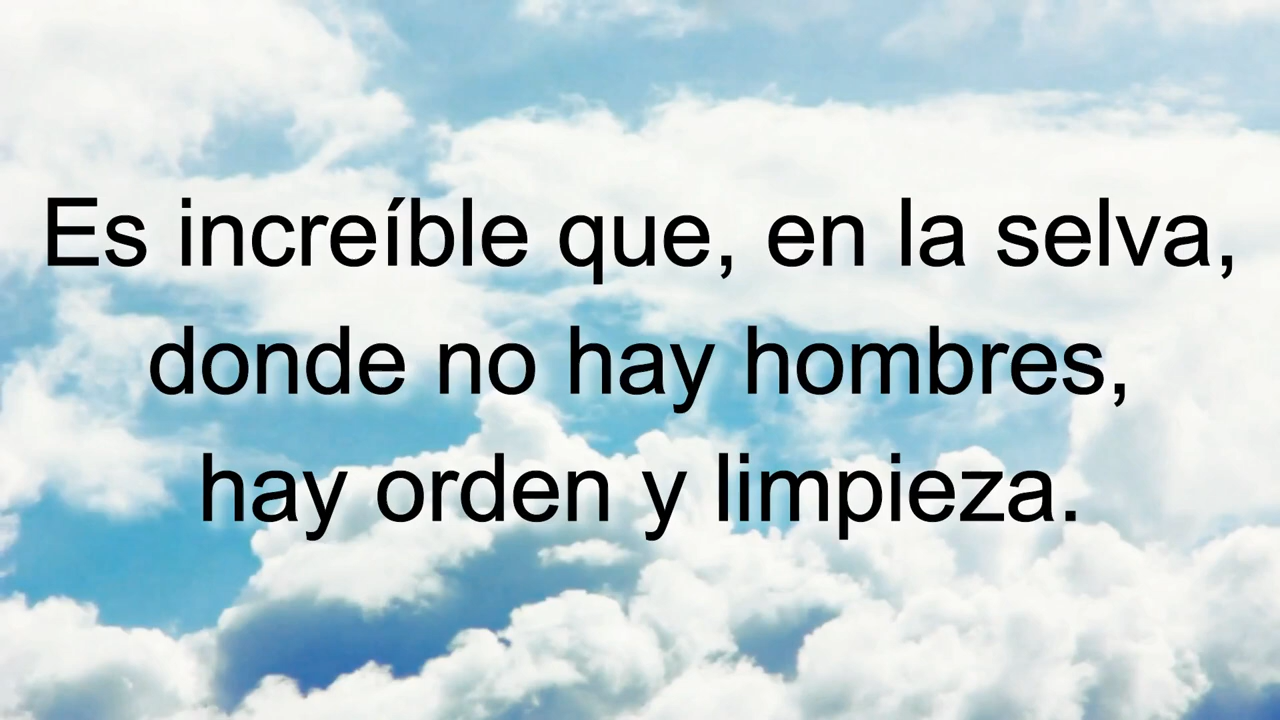 Es increíble que, en la selva,
donde no hay hombres,
hay orden y limpieza.